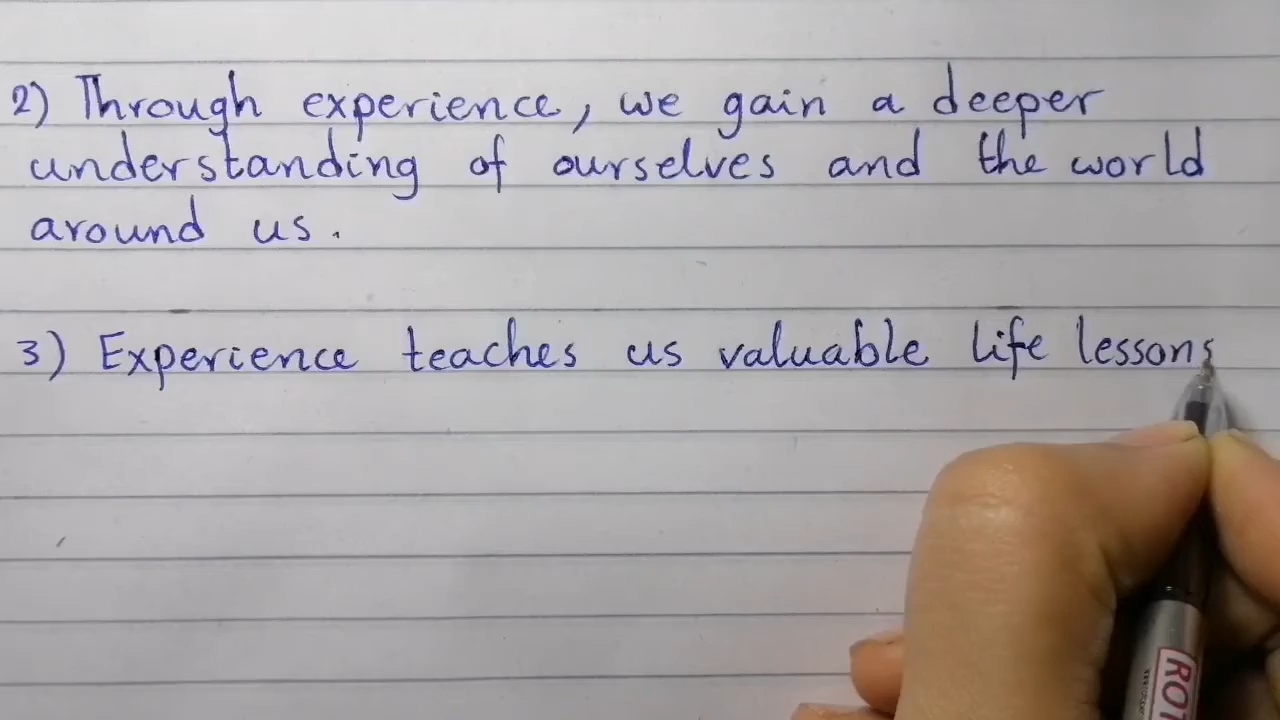 2) Through experience, we gain a deeper
understanding of ourselves and the world
around us.
3) Experience teaches us valuable life lessons
ROT